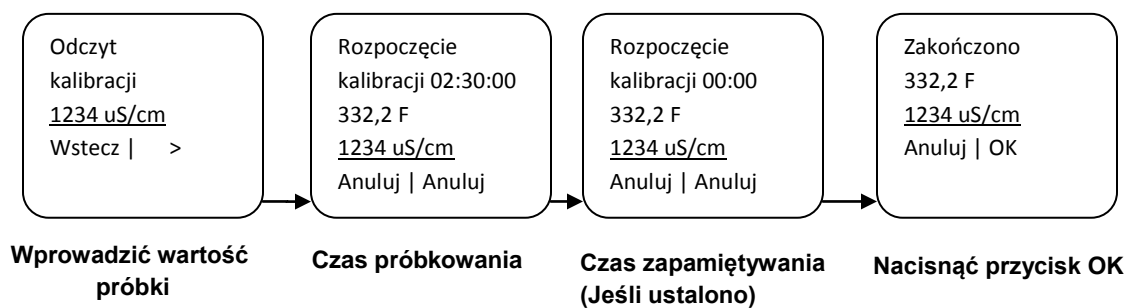 Odczyt
kalibracji
1234 uS/cm
Wstecz | >
Wprowadzić wartość
próbki
Rozpoczęcie
kalibracji 02:30:00
332,2 F
1234 uS/cm
Anuluj | Anuluj
Czas próbkowania
Rozpoczęcie
kalibracji 00:00
332,2 F
1234 uS/cm
Anuluj | Anuluj
Czas zapamiętywania
(Jeśli ustalono)
Zakończono
332,2 F
1234 uS/cm
Anuluj | OK
Nacisnąć przycisk OK